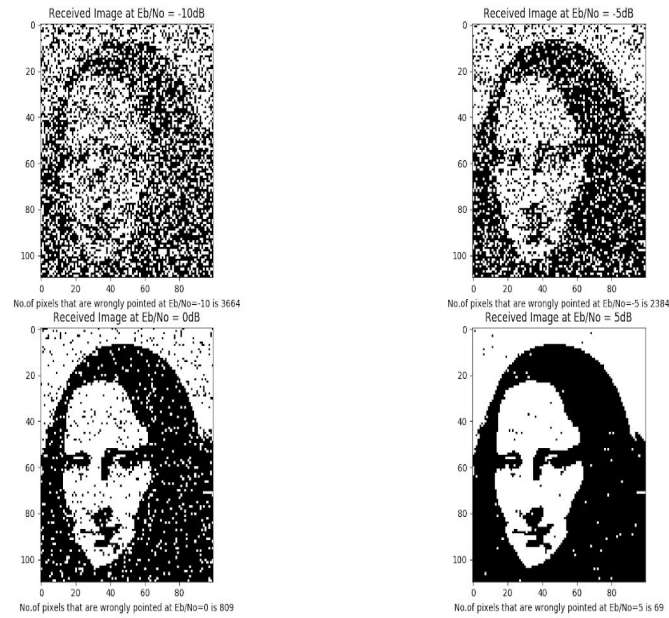 Received Image at Eb/No = -10dB
0
20
40
60
80
100
0 20 40 60 80
No.of pixels that are wrongly pointed at Eb/No=-10 is 3664
Received Image at Eb/No = -5dB
0
20
40
60
80
100
0 20 40 60 80
No.of pixels that are wrongly pointed at Eb/No=-5 is 2384
Received Image at Eb/No = 0dB
0
20
40
60
80
100
0 20 40 60 80
No.of pixels that are wrongly pointed at Eb/No=0 is 809
Received Image at Eb/No = 5dB
0
20
40
60
80
100
0 20 40 60 80
No.of pixels that are wrongly pointed at Eb/No=5 is 69